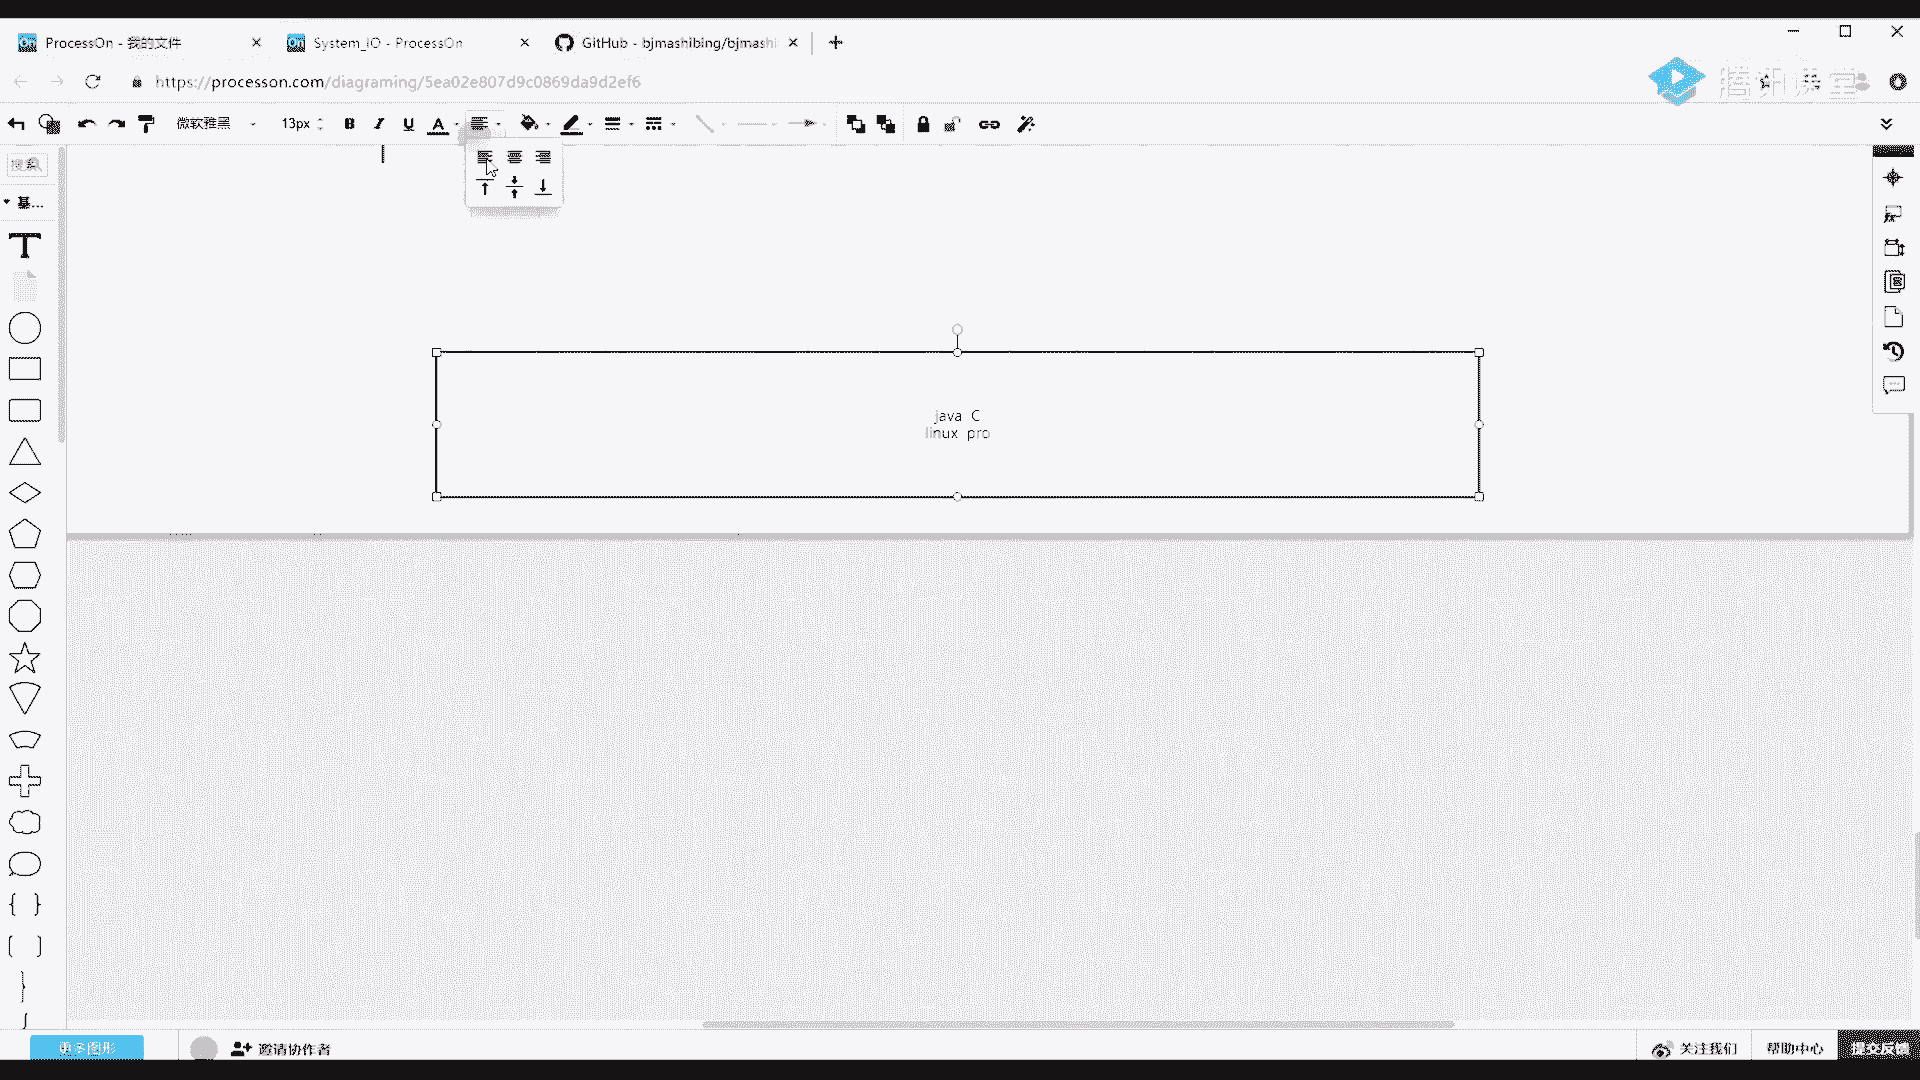 ProcessOn - 我的文件
System_IO - ProcessOn
GitHub - bjmashibing/bjmashi
https://processon.com/diagraming/5ea02e807d9c0869da9d2ef6
腾讯课堂
微软雅黑
13px
B I U A
搜索
基...
T
java C
linux pro
更多图形
邀请协作者
关注我们
帮助中心
提交反馈